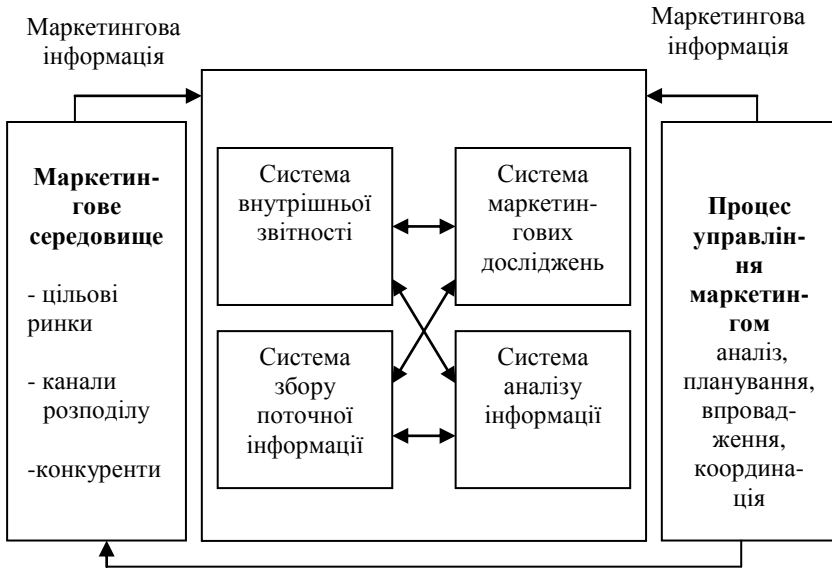 Маркетингова
інформація
Маркетингова
інформація
Маркетин-
гове
середовище
- цільові
ринки
- канали
розподілу
-конкуренти
Система
внутрішньої
звітності
Система
маркетин-
гових
досліджень
Система
збору
поточної
інформації
Система
аналізу
інформації
Процес
управлін-
ня
маркетин-
гом
аналіз,
планування,
впровад-
ження,
координа-
ція